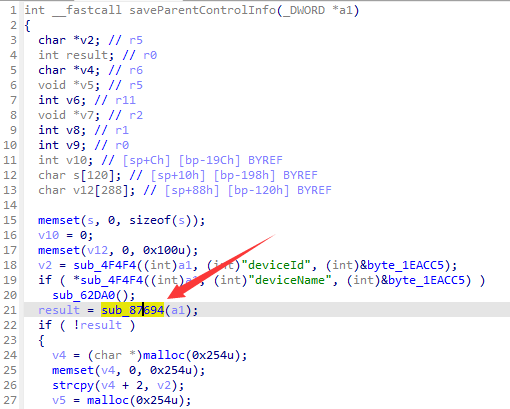 1 int __fastcall saveParentControlInfo(_DWORD *a1)
2 {
3 char *v2; // r5
4 int result; // r0
5 char *v4; // r6
6 void *v5; // r5
7 int v6; // r11
8 void *v7; // r2
9 int v8; // r1
10 int v9; // r0
11 int v10; // [sp+Ch] [bp-19Ch] BYREF
12 char s[120]; // [sp+10h] [bp-198h] BYREF
13 char v12[288]; // [sp+88h] [bp-120h] BYREF
14
15 memset(s, 0, sizeof(s));
16 v10 = 0;
17 memset(v12, 0, 0x100u);
18 v2 = sub_4F4F4((int)a1, (int)"deviceId", (int)&byte_1EACC5);
19 if ( *sub_4F4F4((int)a1, (int)"deviceName", (int)&byte_1EACC5) )
20 sub_62DA0();
21 result = sub_87694(a1);
22 if ( !result )
23 {
24 v4 = (char *)malloc(0x254u);
25 memset(v4, 0, 0x254u);
26 strcpy(v4 + 2, v2);
27 v5 = malloc(0x254u);